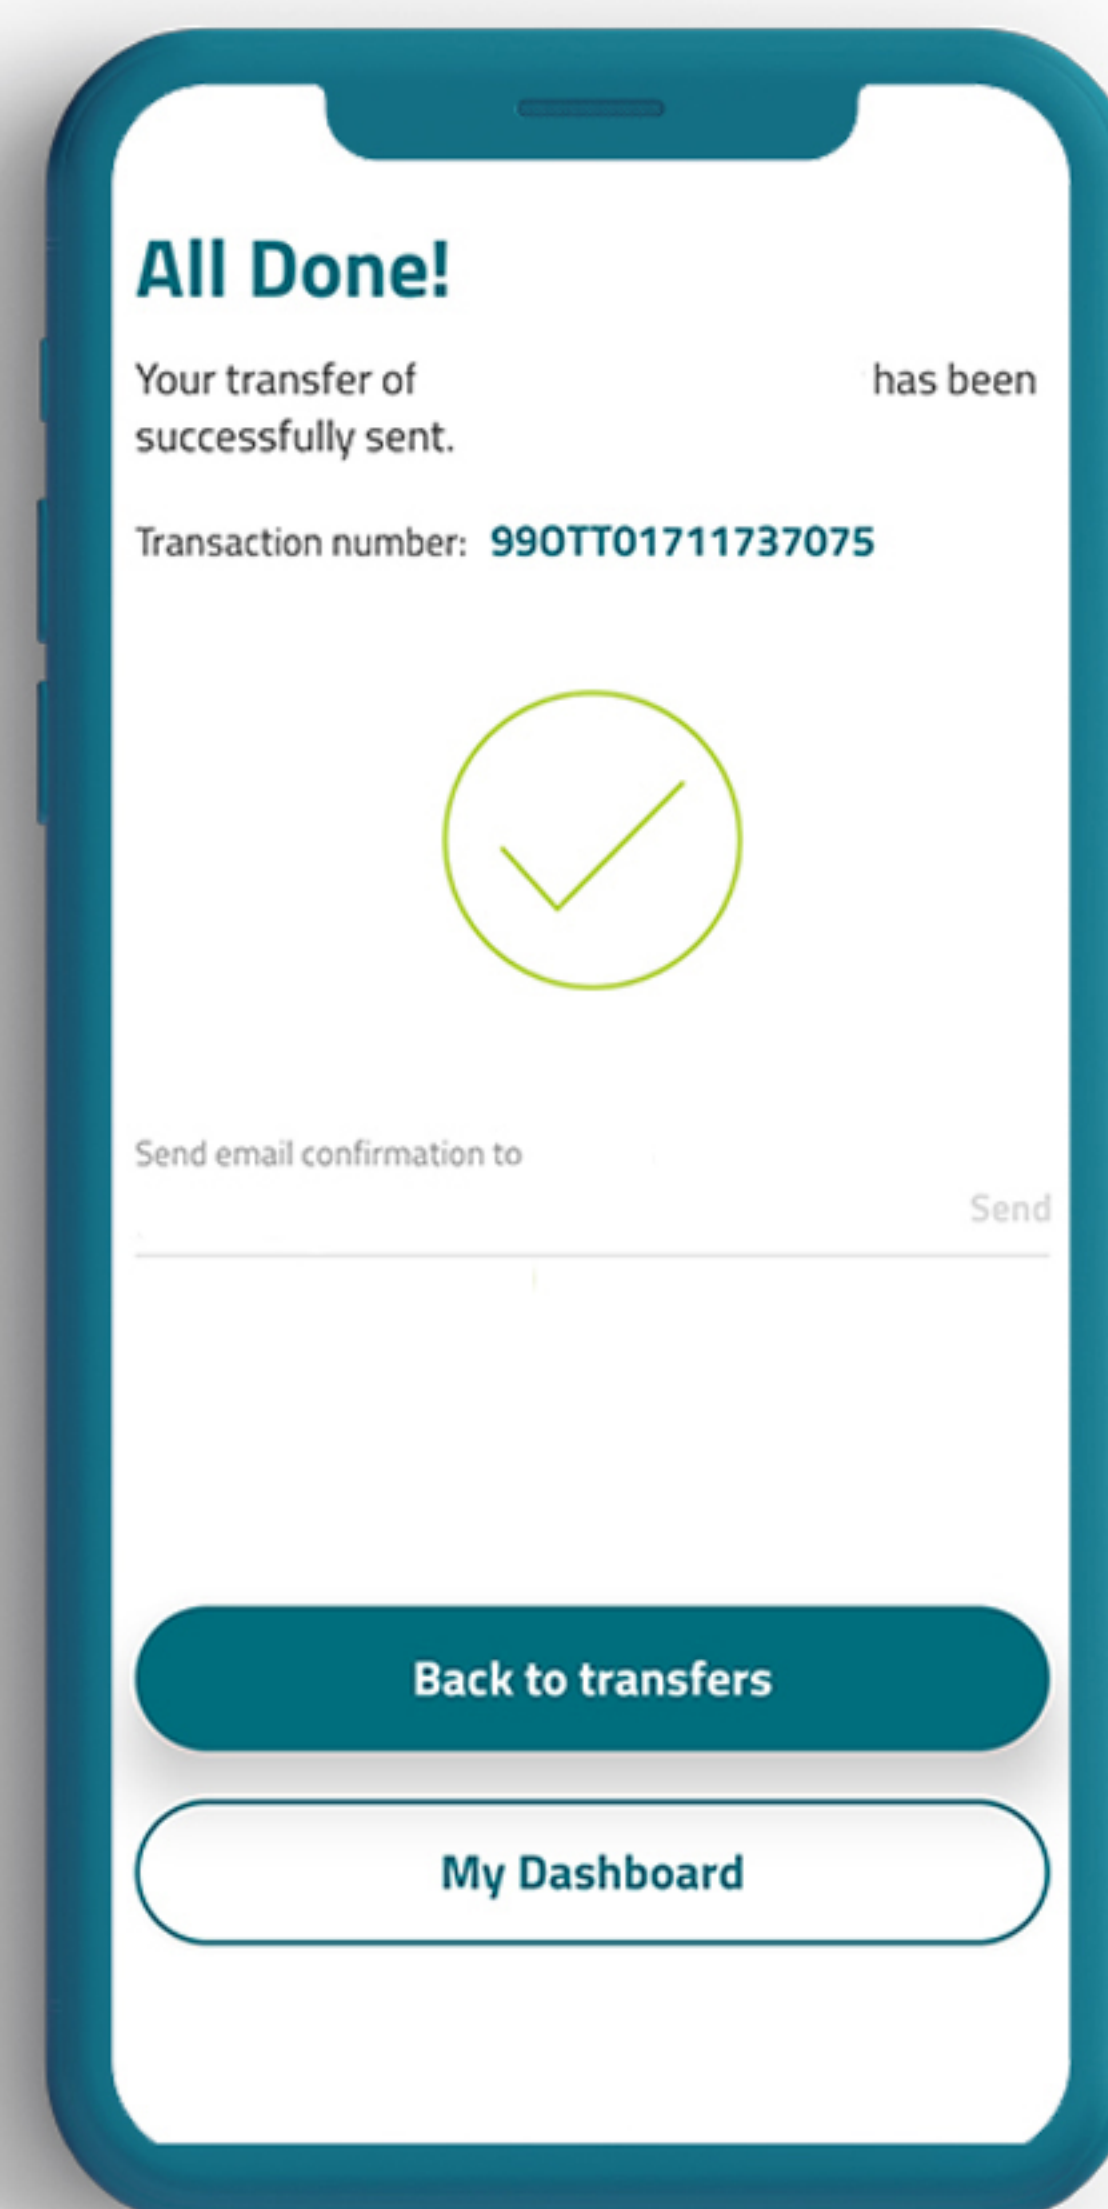 All Done!
Your transfer of has been
successfully sent.
Transaction number: 990TT01711737075
Send email confirmation to
Send
Back to transfers
My Dashboard